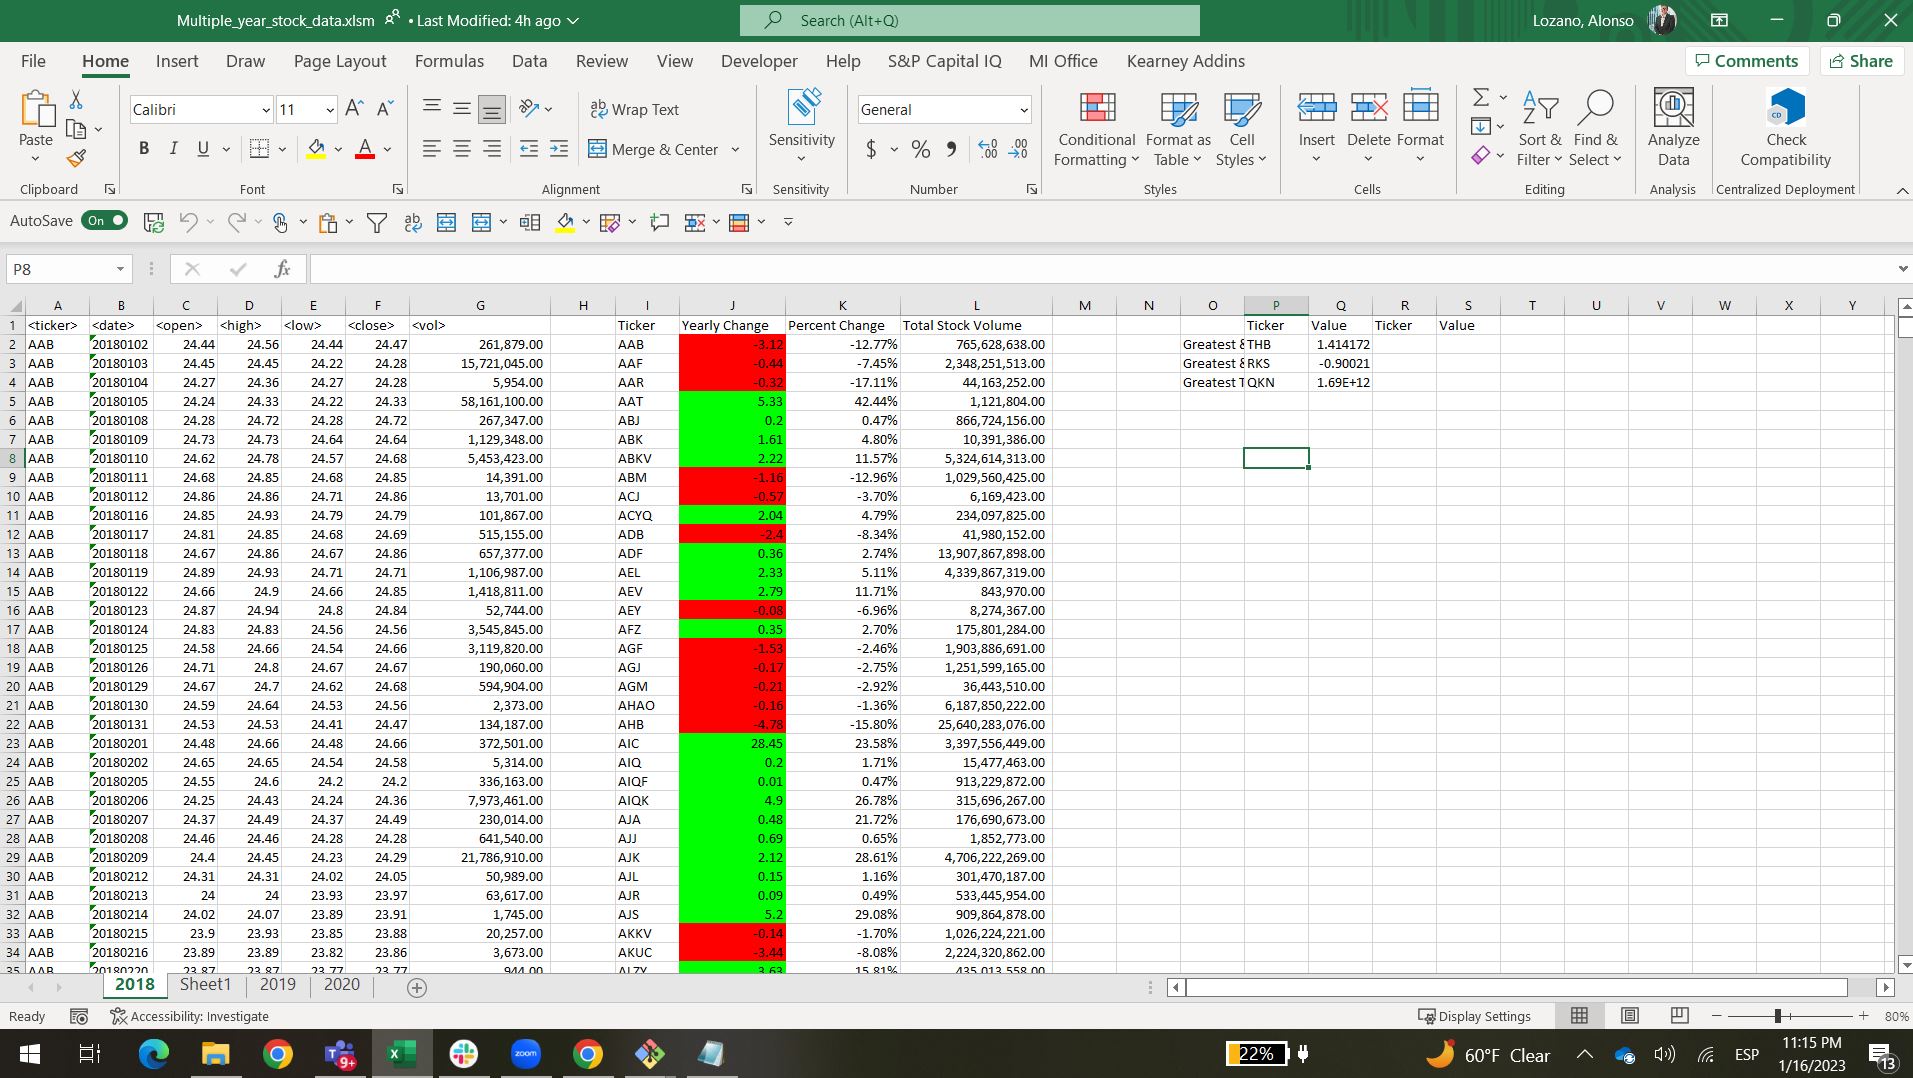 Multiple_year_stock_data.xlsm • Last Modified: 4h ago
Search (Alt+Q)
Lozano, Alonso
File Home Insert Draw Page Layout Formulas Data Review View Developer Help S&P Capital IQ MI Office Kearney Addins
Comments Share
Paste
Calibri 11
B I U
A A A
ab Wrap Text
Merge & Center
Sensitivity
General
$ % 9 .00 .00
Conditional Formatting
Format as Table
Cell Styles
Insert Delete Format
Sort & Filter
Find & Select
Analyze Data
Check Compatibility
Clipboard Font Alignment Sensitivity Number Styles Cells Editing Analysis Centralized Deployment
AutoSave On
P8 fx
A B C D E F G H I J K L M N O P Q R S T U V W X Y
1 <ticker> <date> <open> <high> <low> <close> <vol> Ticker Yearly Change Percent Change Total Stock Volume Ticker Value Ticker Value
2 AAB 20180102 24.44 24.56 24.44 24.47 261,879.00 AAB -3.12 -12.77% 765,628,638.00 Greatest & THB 1.414172
3 AAB 20180103 24.45 24.45 24.22 24.28 15,721,045.00 AAF -0.44 -7.45% 2,348,251,513.00 Greatest & RKS -0.90021
4 AAB 20180104 24.27 24.36 24.27 24.28 5,954.00 AAR -0.32 -17.11% 44,163,252.00 Greatest T QKN 1.69E+12
5 AAB 20180105 24.24 24.33 24.22 24.33 58,161,100.00 AAT 5.33 42.44% 1,121,804.00
6 AAB 20180108 24.28 24.72 24.28 24.72 267,347.00 ABJ 0.2 0.47% 866,724,156.00
7 AAB 20180109 24.73 24.73 24.64 24.64 1,129,348.00 ABK 1.61 4.80% 10,391,386.00
8 AAB 20180110 24.62 24.78 24.57 24.68 5,453,423.00 ABKV 2.22 11.57% 5,324,614,313.00
9 AAB 20180111 24.68 24.85 24.68 24.85 14,391.00 ABM -1.16 -12.96% 1,029,560,425.00
10 AAB 20180112 24.86 24.86 24.71 24.86 13,701.00 ACJ -0.57 -3.70% 6,169,423.00
11 AAB 20180116 24.85 24.93 24.79 24.79 101,867.00 ACYQ 2.04 4.79% 234,097,825.00
12 AAB 20180117 24.81 24.85 24.68 24.69 515,155.00 ADB -2.4 -8.34% 41,980,152.00
13 AAB 20180118 24.67 24.86 24.67 24.86 657,377.00 ADF 0.36 2.74% 13,907,867,898.00
14 AAB 20180119 24.89 24.93 24.71 24.71 1,106,987.00 AEL 2.33 5.11% 4,339,867,319.00
15 AAB 20180122 24.66 24.9 24.66 24.85 1,418,811.00 AEV 2.79 11.71% 843,970.00
16 AAB 20180123 24.87 24.94 24.8 24.84 52,744.00 AEY -0.08 -6.96% 8,274,367.00
17 AAB 20180124 24.83 24.83 24.56 24.56 3,545,845.00 AFZ 0.35 2.70% 175,801,284.00
18 AAB 20180125 24.58 24.66 24.54 24.66 3,119,820.00 AGF -1.53 -2.46% 1,903,886,691.00
19 AAB 20180126 24.71 24.8 24.67 24.67 190,060.00 AGJ -0.17 -2.75% 1,251,599,165.00
20 AAB 20180129 24.67 24.7 24.62 24.68 594,904.00 AGM -0.21 -2.92% 36,443,510.00
21 AAB 20180130 24.59 24.64 24.53 24.56 2,373.00 AHAO -0.16 -1.36% 6,187,850,222.00
22 AAB 20180131 24.53 24.53 24.41 24.47 134,187.00 AHB -4.78 -15.80% 25,640,283,076.00
23 AAB 20180201 24.48 24.66 24.48 24.66 372,501.00 AIC 28.45 23.58% 3,397,556,449.00
24 AAB 20180202 24.65 24.65 24.54 24.58 5,314.00 AIQ 0.2 1.71% 15,477,463.00
25 AAB 20180205 24.55 24.6 24.2 24.2 336,163.00 AIQF 0.01 0.47% 913,229,872.00
26 AAB 20180206 24.25 24.43 24.24 24.36 7,973,461.00 AIQK 4.9 26.78% 315,696,267.00
27 AAB 20180207 24.37 24.49 24.37 24.49 230,014.00 AJA 0.48 21.72% 176,690,673.00
28 AAB 20180208 24.46 24.46 24.28 24.28 641,540.00 AJJ 0.69 0.65% 1,852,773.00
29 AAB 20180209 24.4 24.45 24.23 24.29 21,786,910.00 AJK 2.12 28.61% 4,706,222,269.00
30 AAB 20180212 24.31 24.31 24.02 24.05 50,989.00 AJL 0.15 1.16% 301,470,187.00
31 AAB 20180213 24 24 23.93 23.97 63,617.00 AJR 0.09 0.49% 533,445,954.00
32 AAB 20180214 24.02 24.07 23.89 23.91 1,745.00 AJS 5.2 29.08% 909,864,878.00
33 AAB 20180215 23.9 23.93 23.85 23.88 20,257.00 AKKV -0.14 -1.70% 1,026,224,221.00
34 AAB 20180216 23.89 23.89 23.82 23.86 3,673.00 AKUC -3.44 -8.08% 2,224,320,862.00
35 AAB 20180220 23.87 23.87 23.77 23.77 944.00 ALZY 3.63 15.81% 435,013,558.00
2018 Sheet1 2019 2020
Ready Accessibility: Investigate Display Settings 80%
zoom
9+
22%
60°F Clear
ESP
11:15 PM
1/16/2023
13